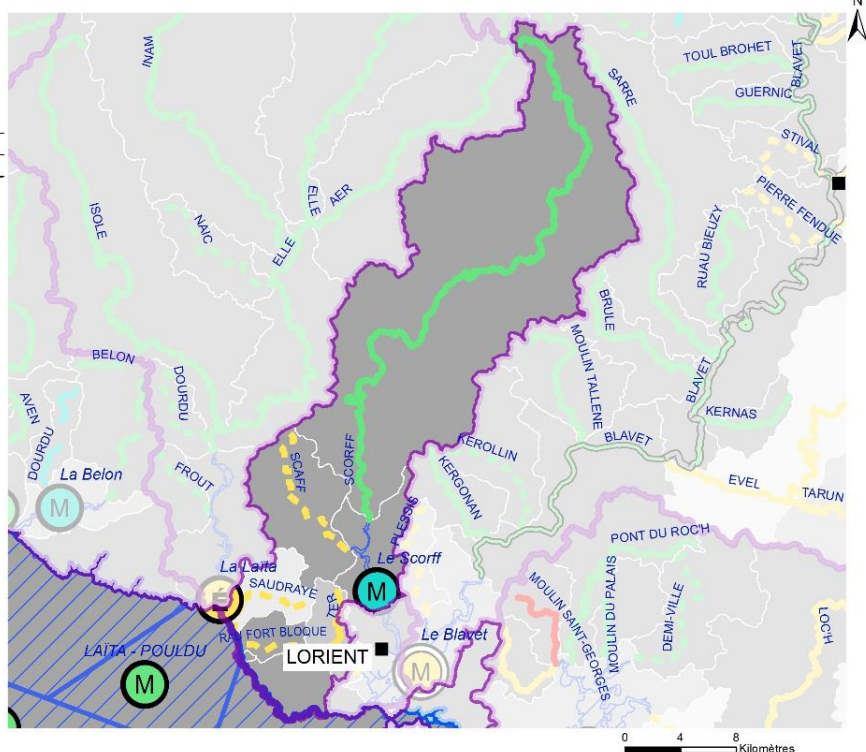 N
TOUL BROHET
BLAVET
GUERNIC
SARRE
INAM
STIVAL
PIERRE FENDUE
ELLE
AER
ISOLE
NAIC
RUAU BIEUZY
ELLE
BRULE
MOULIN TALLENE
BELON
DOURDU
BLAVET
AVEN
KERNAS
DOURDU
La Belon
SCAFF
SCORFF
KEROLLIN
BLAVET
M
FROUT
KERGONAN
EVEL
TARUN
PLESSIS
PONT DU ROC'H
La Laïta
Le Scorff
É
SAUDRAYE
TER
M
MOULIN SAINT-GEORGES
MOULIN DU PALAIS
DEMI-VILLE
LOC'H
FORT BLOQUE
LAÏTA - POULDU
LORIENT
Le Blavet
M
M
0 4 8
Kilomètres